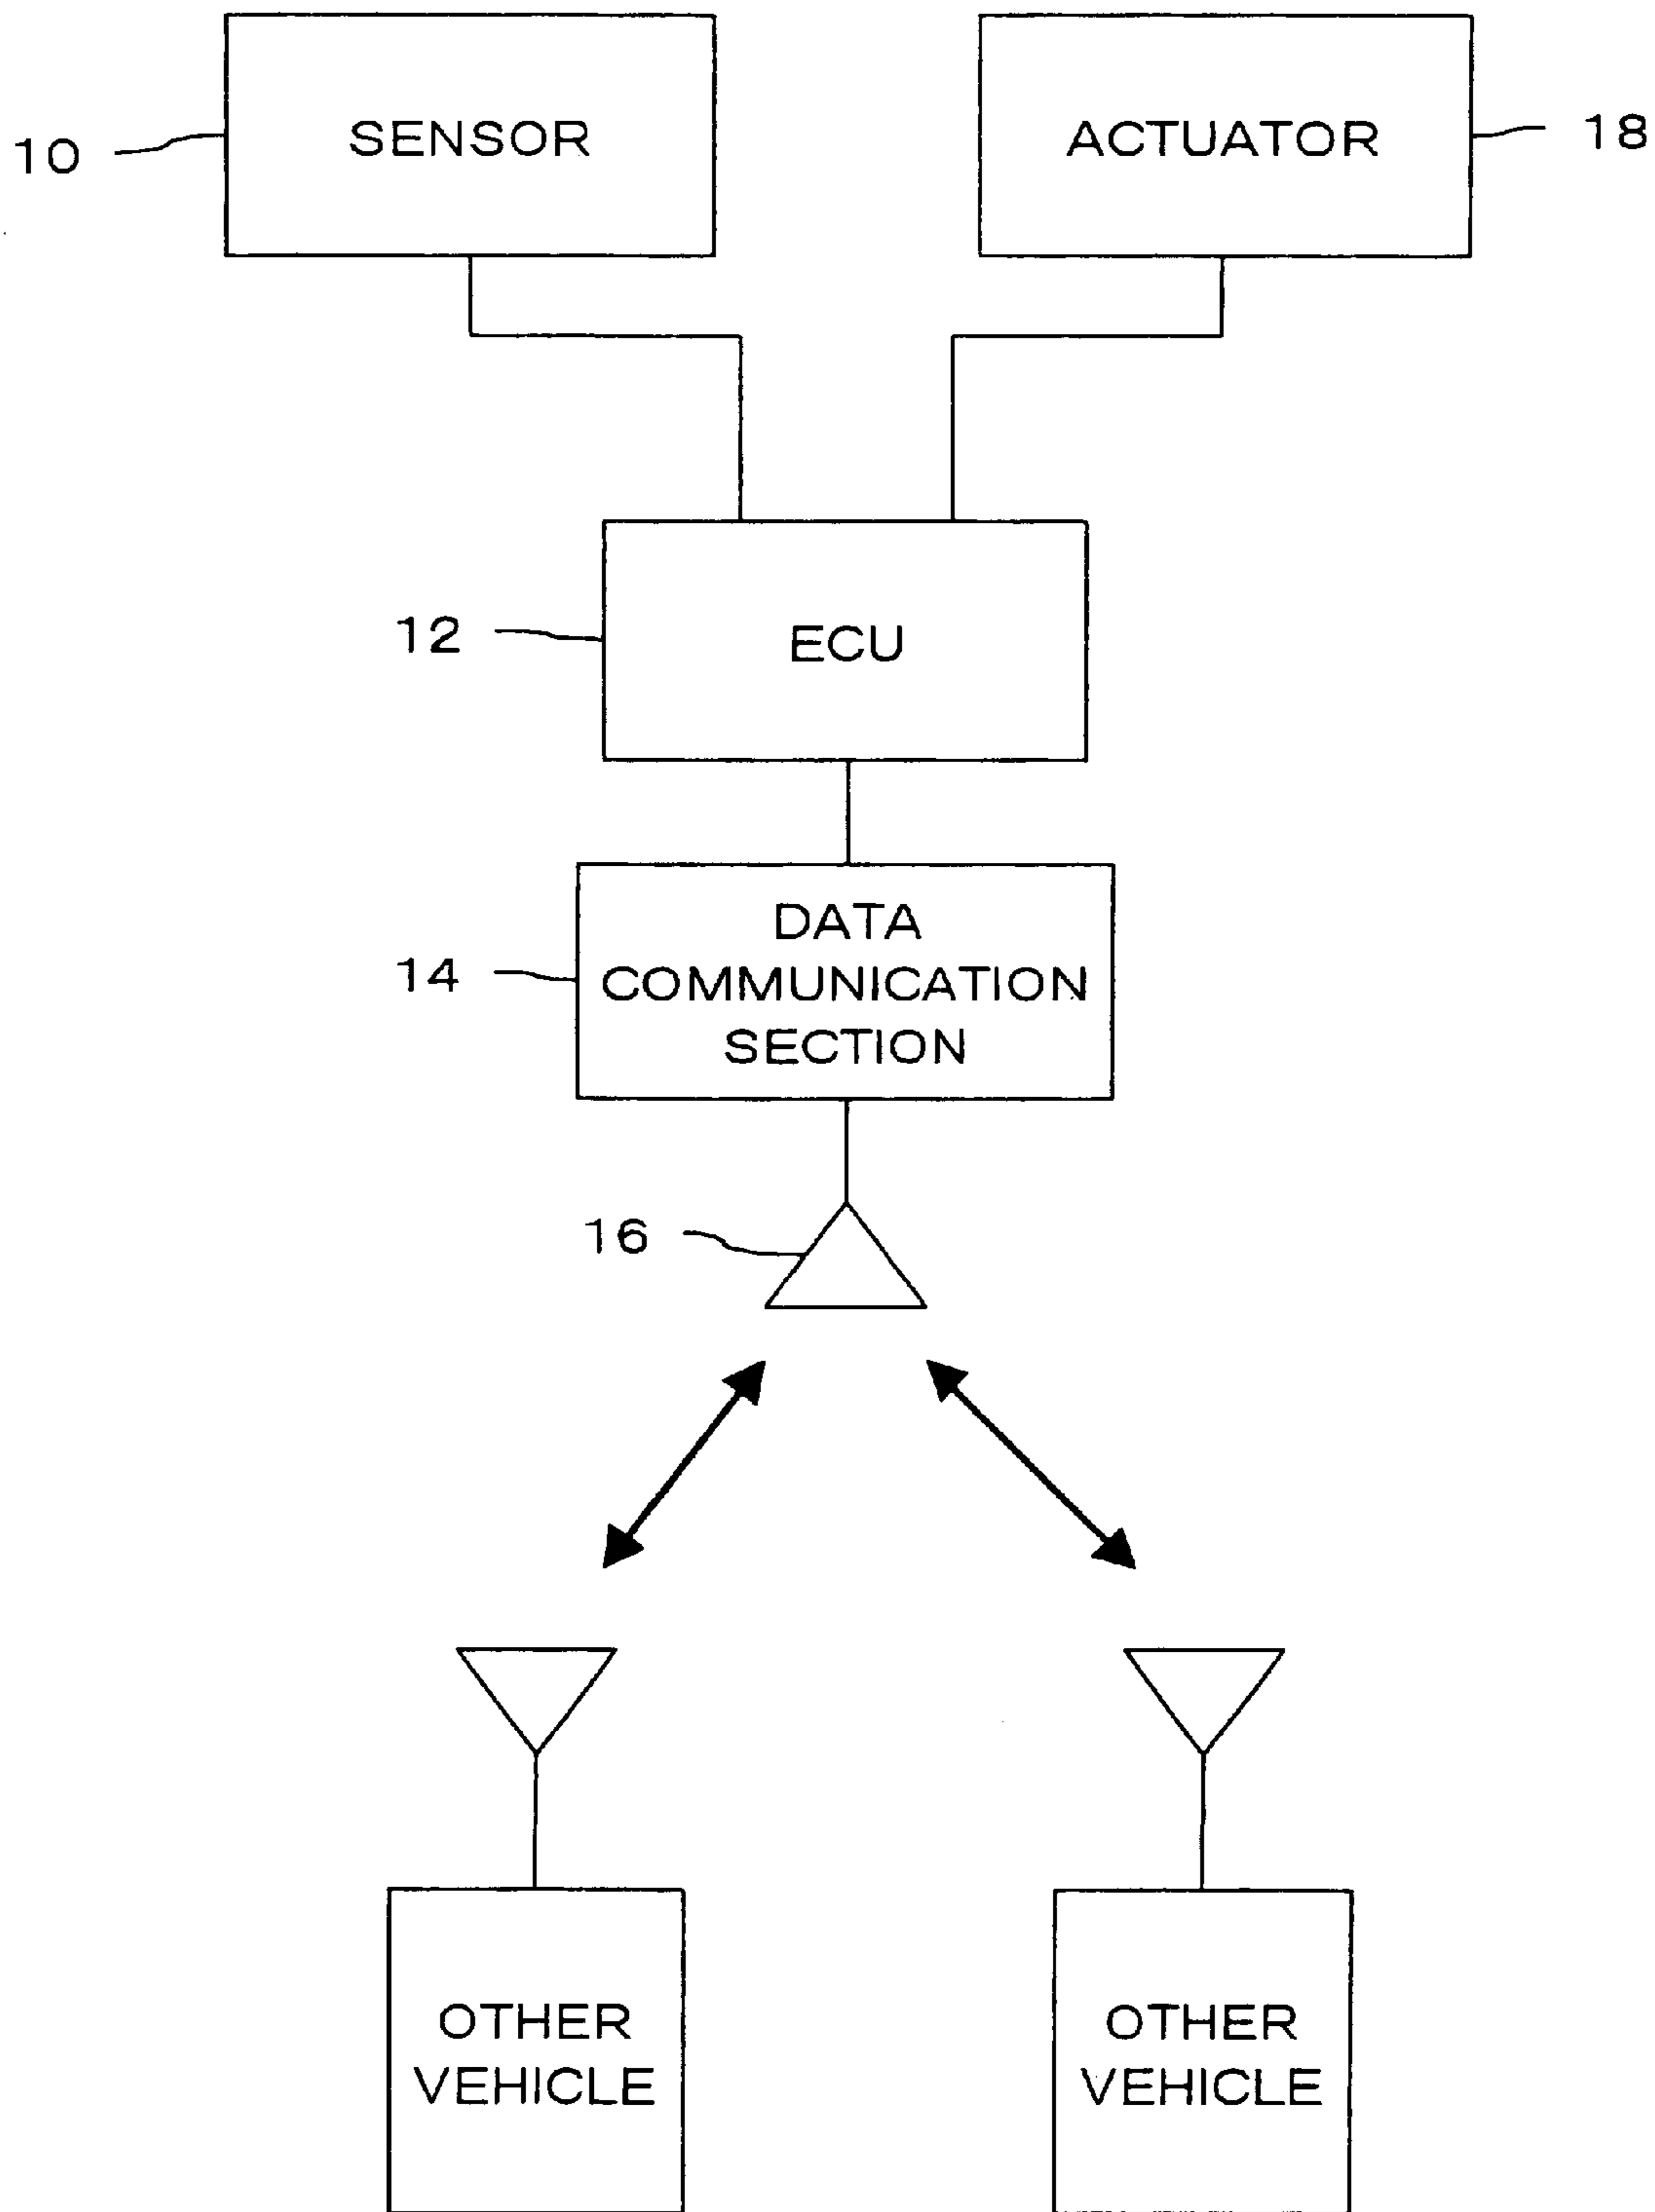 10
SENSOR
ACTUATOR
18
12
ECU
14
DATA
COMMUNICATION
SECTION
16
OTHER
VEHICLE
OTHER
VEHICLE